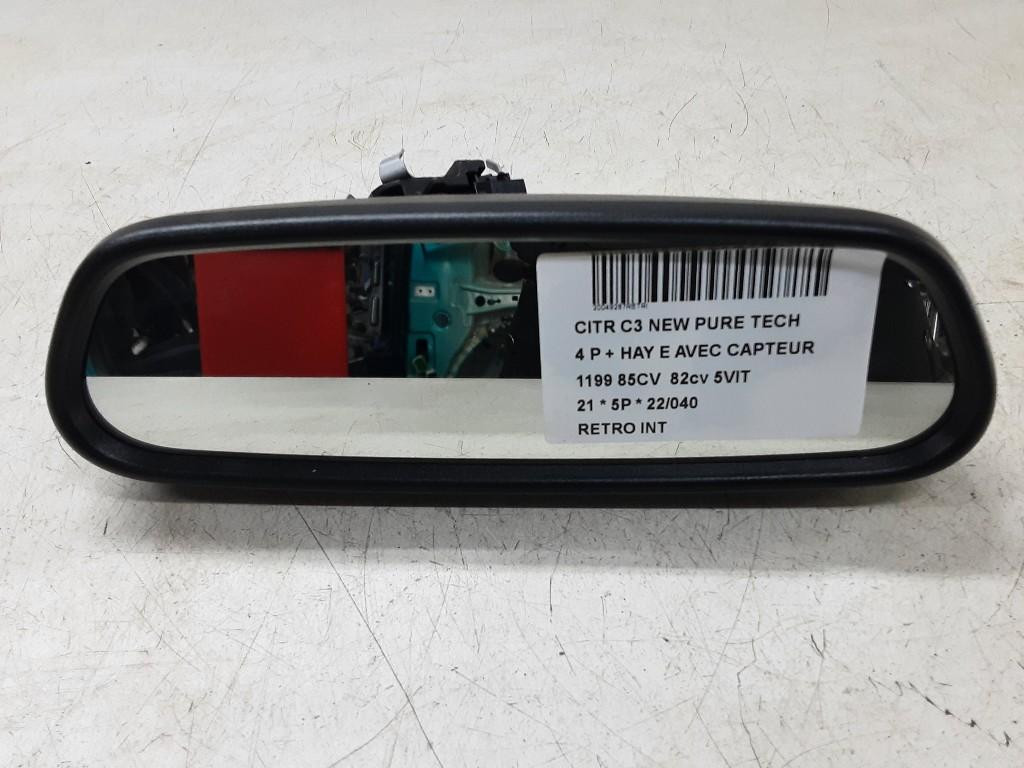 CITR C3 NEW PURE TECH
4 P + HAY E AVEC CAPTEUR
1199 85CV 82cv 5VIT
21 * 5P * 22/040
RETRO INT